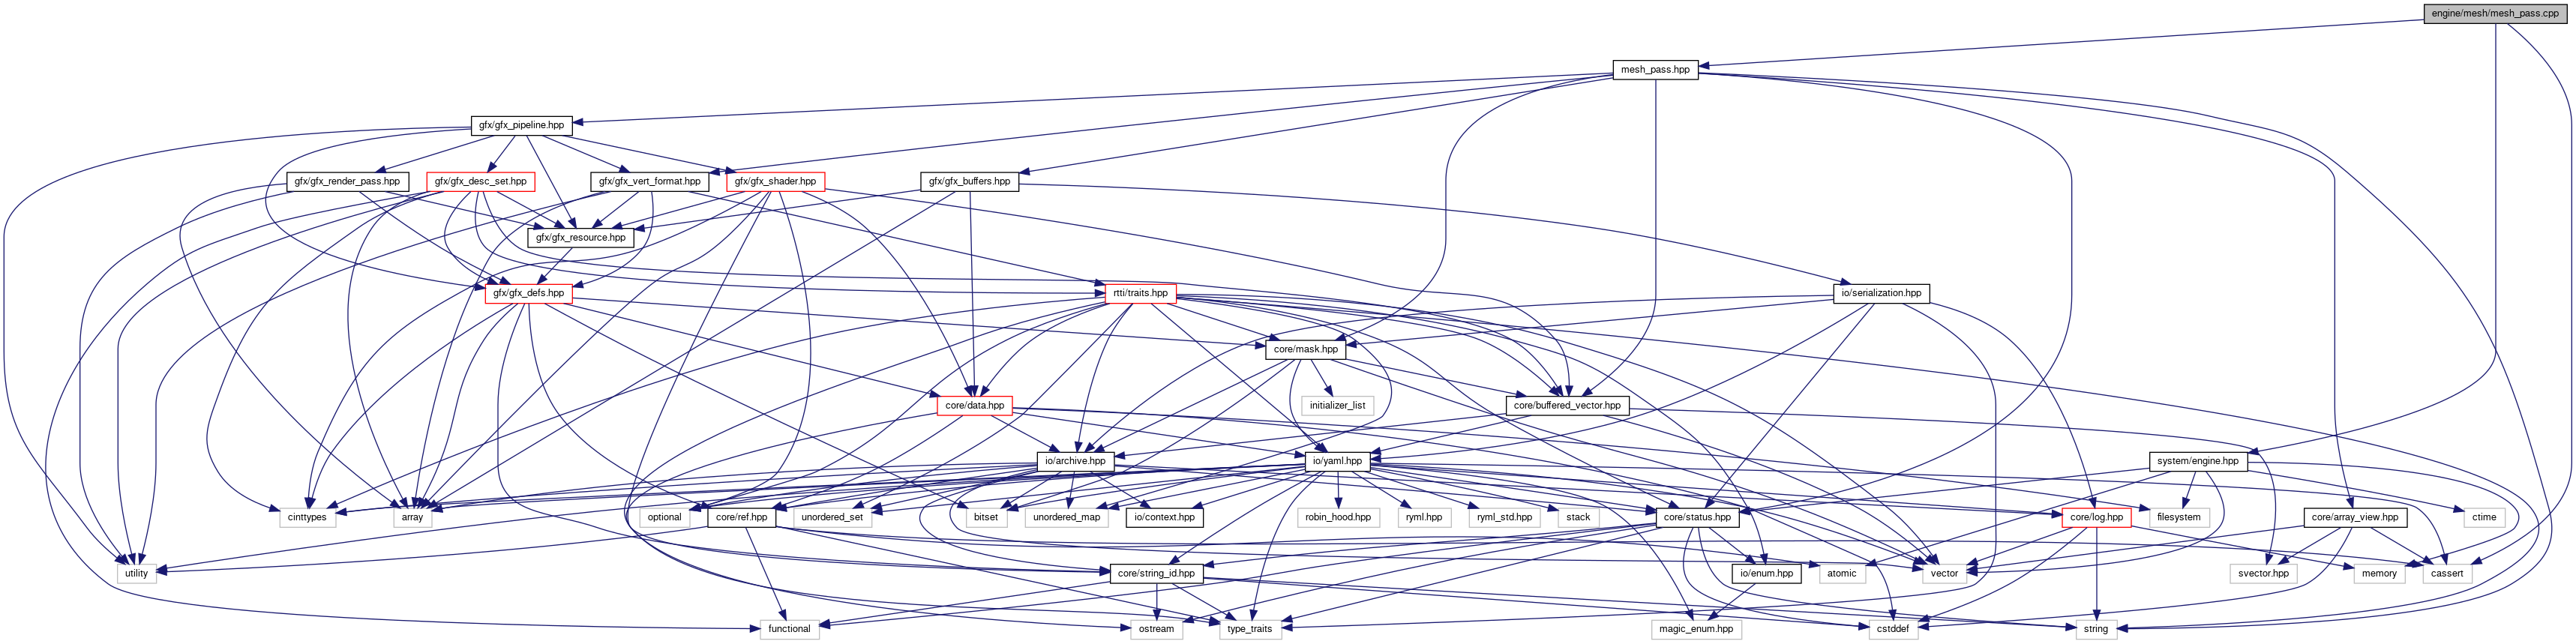 engine/mesh/mesh_pass.cpp
mesh_pass.hpp
gfx/gfx_pipeline.hpp
gfx/gfx_render_pass.hpp
gfx/gfx_desc_set.hpp
gfx/gfx_vert_format.hpp
gfx/gfx_shader.hpp
gfx/gfx_buffers.hpp
gfx/gfx_resource.hpp
gfx/gfx_defs.hpp
rtti/traits.hpp
io/serialization.hpp
core/mask.hpp
core/data.hpp
initializer_list
core/buffered_vector.hpp
io/archive.hpp
io/yaml.hpp
system/engine.hpp
cinttypes
array
optional
core/ref.hpp
unordered_set
bitset
unordered_map
io/context.hpp
robin_hood.hpp
ryml.hpp
ryml_std.hpp
stack
core/status.hpp
core/log.hpp
filesystem
core/array_view.hpp
ctime
utility
core/string_id.hpp
io/enum.hpp
atomic
vector
svector.hpp
memory
cassert
functional
ostream
type_traits
magic_enum.hpp
cstddef
string